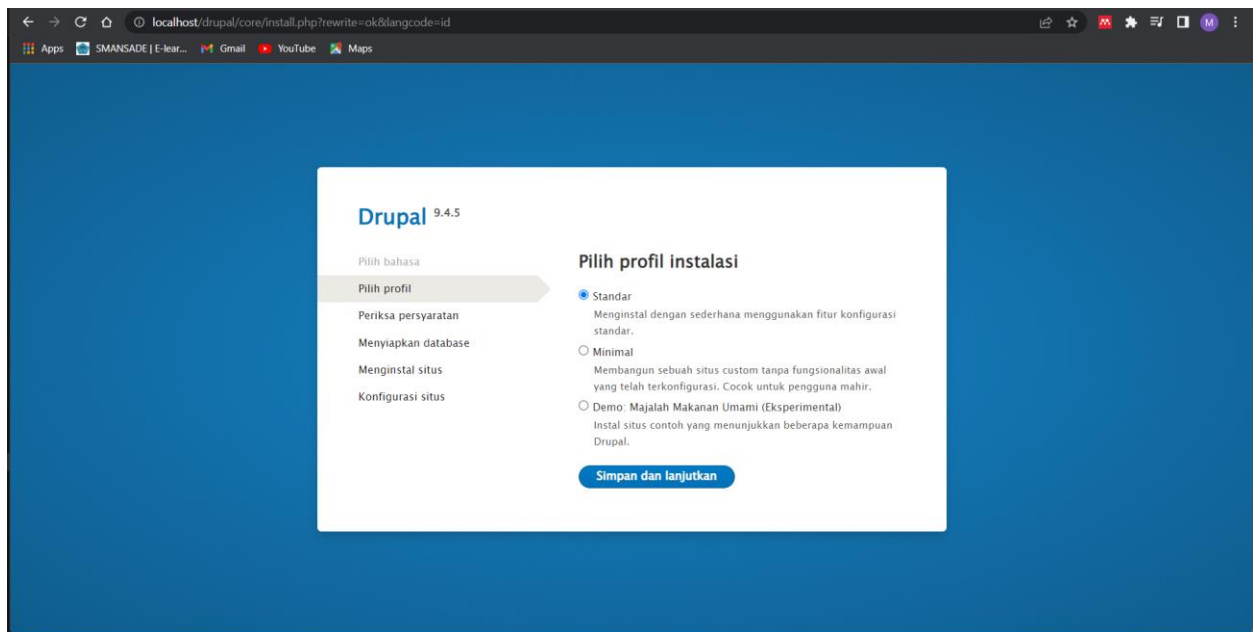 localhost/drupal/core/install.php?rewrite=ok&langcode=id
M
Apps
SMANSADE | E-lear...
Gmail
YouTube
Maps
Drupal 9.4.5
Pilih bahasa
Pilih profil
Periksa persyaratan
Menyiapkan database
Menginstal situs
Konfigurasi situs
Pilih profil instalasi
Standar
Menginstal dengan sederhana menggunakan fitur konfigurasi
standar.
Minimal
Membangun sebuah situs custom tanpa fungsionalitas awal
yang telah terkonfigurasi. Cocok untuk pengguna mahir.
Demo: Majalah Makanan Umami (Eksperimental)
Instal situs contoh yang menunjukkan beberapa kemampuan
Drupal.
Simpan dan lanjutkan